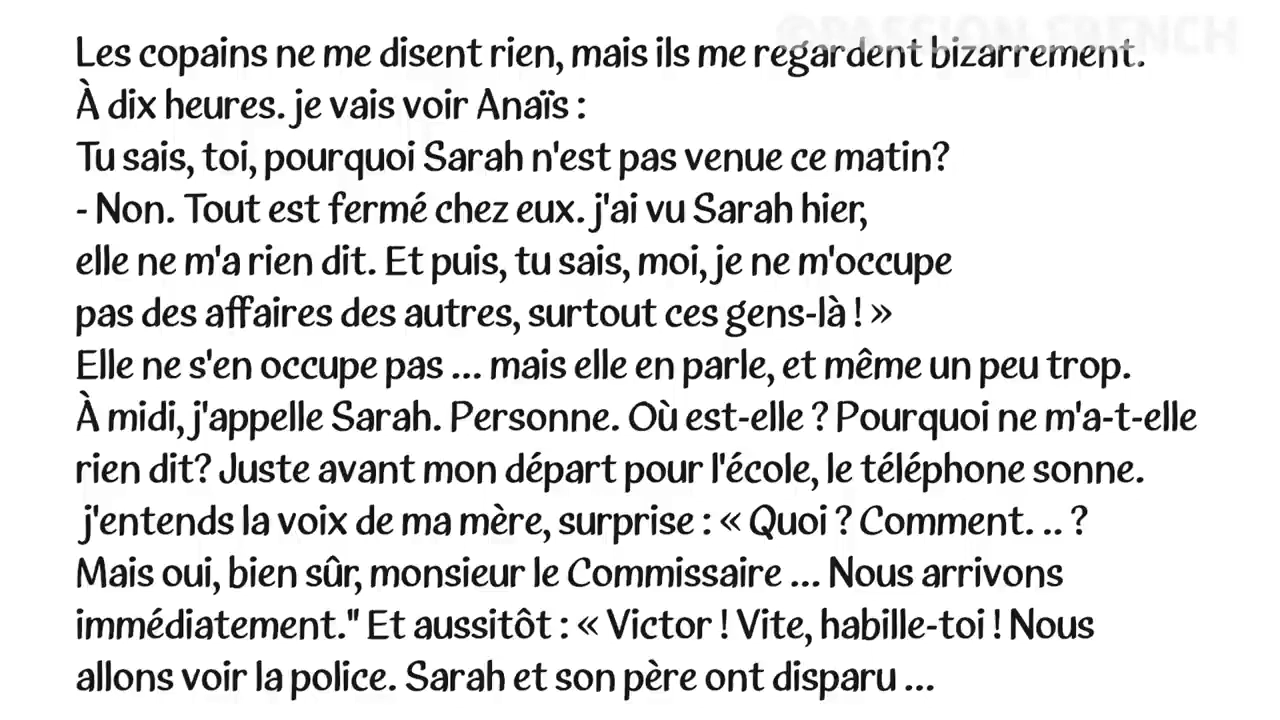 ©PASSION FRENCH
Les copains ne me disent rien, mais ils me regardent bizarrement.
À dix heures. je vais voir Anaïs :
Tu sais, toi, pourquoi Sarah n'est pas venue ce matin?
- Non. Tout est fermé chez eux. j'ai vu Sarah hier,
elle ne m'a rien dit. Et puis, tu sais, moi, je ne m'occupe
pas des affaires des autres, surtout ces gens-là ! »
Elle ne s'en occupe pas ... mais elle en parle, et même un peu trop.
À midi, j'appelle Sarah. Personne. Où est-elle ? Pourquoi ne m'a-t-elle
rien dit? Juste avant mon départ pour l'école, le téléphone sonne.
j'entends la voix de ma mère, surprise : « Quoi ? Comment. .. ?
Mais oui, bien sûr, monsieur le Commissaire ... Nous arrivons
immédiatement." Et aussitôt : « Victor ! Vite, habille-toi ! Nous
allons voir la police. Sarah et son père ont disparu ...